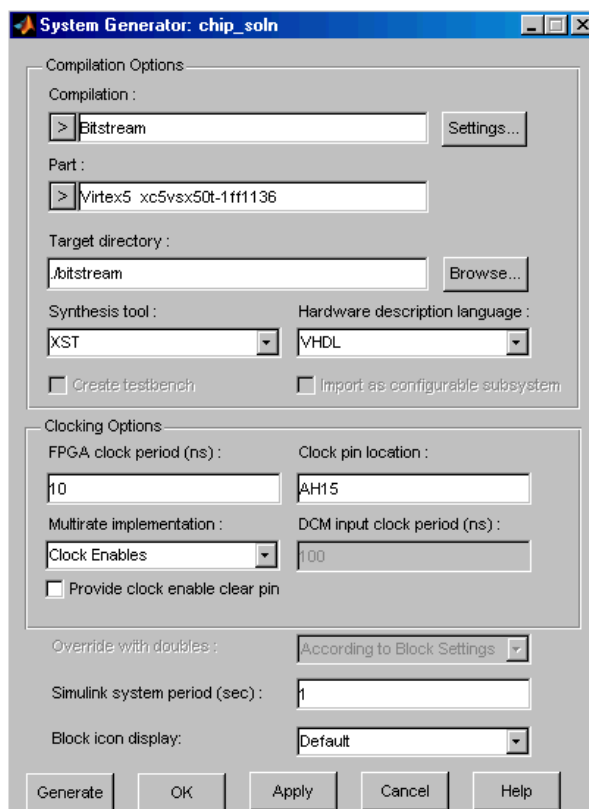 System Generator: chip_soln
Compilation Options
Compilation :
> Bitstream Settings...
Part :
> Virtex5 xc5vsx50t-1ff1136
Target directory :
./bitstream Browse...
Synthesis tool : Hardware description language :
XST VHDL
Create testbench Import as configurable subsystem
Clocking Options
FPGA clock period (ns) : Clock pin location :
10 AH15
Multirate implementation : DCM input clock period (ns) :
Clock Enables 100
Provide clock enable clear pin
Override with doubles : According to Block Settings
Simulink system period (sec) : 1
Block icon display: Default
Generate OK Apply Cancel Help